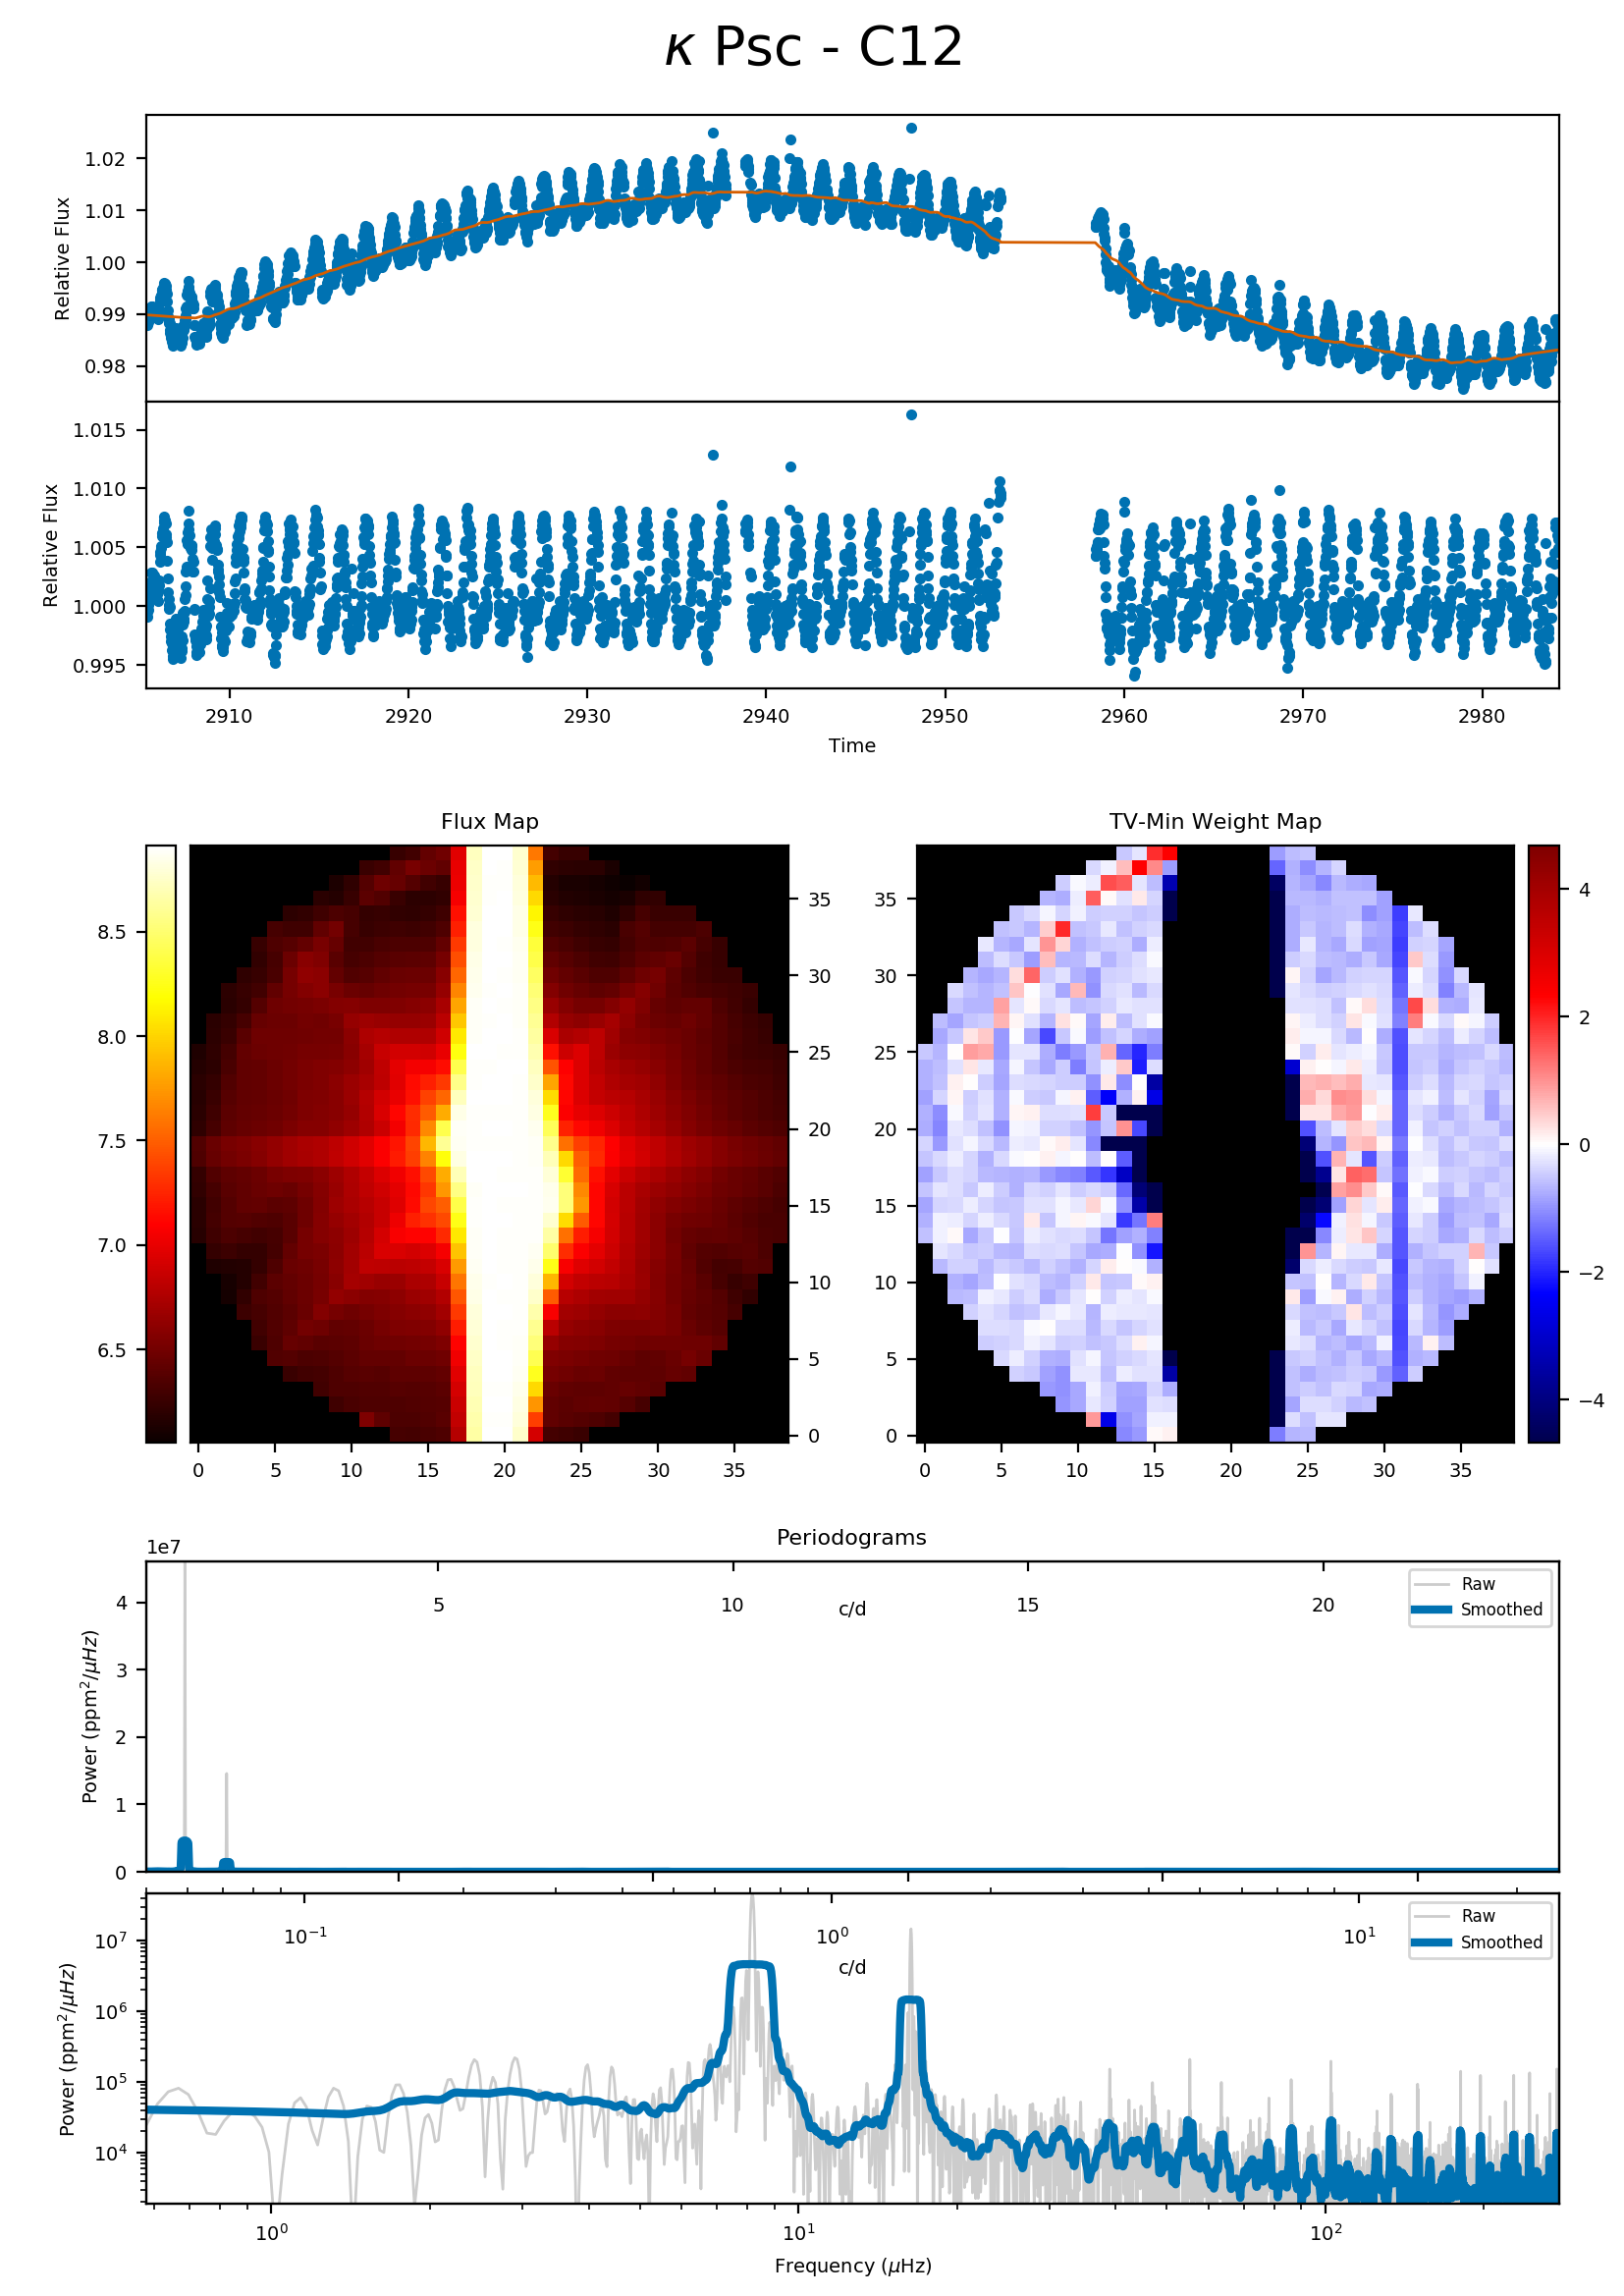 κ Psc - C12
1.02
1.01
1.00
0.99
0.98
Relative Flux
1.015
1.010
1.005
1.000
0.995
Relative Flux
2910 2920 2930 2940 2950 2960 2970 2980
Time
Flux Map
8.5
8.0
7.5
7.0
6.5
35
30
25
20
15
10
5
0
0 5 10 15 20 25 30 35
TV-Min Weight Map
35
30
25
20
15
10
5
0
0 5 10 15 20 25 30 35
4
2
0
−2
−4
Periodograms
1e7
4
3
2
1
0
Power (ppm²/μHz)
5 10 15 20
c/d
Raw
Smoothed
10⁷
10⁶
10⁵
10⁴
Power (ppm²/μHz)
10⁻¹ 10⁰ 10¹
c/d
Raw
Smoothed
10⁰ 10¹ 10²
Frequency (μHz)